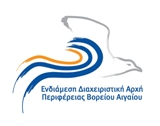 Ενδιάμεση Διαχειριστική Αρχή
Περιφέρειας Βορείου Αιγαίου